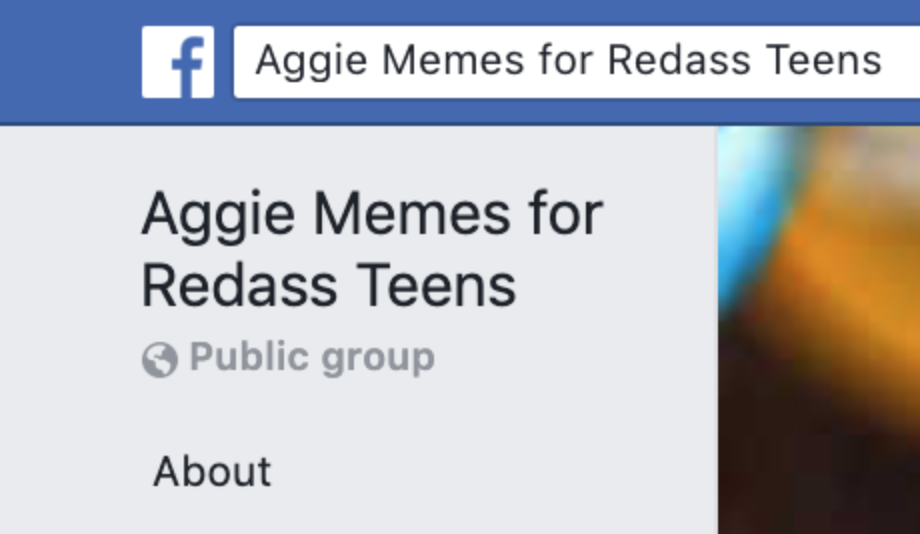 f Aggie Memes for Redass Teens
Aggie Memes for
Redass Teens
Public group
About